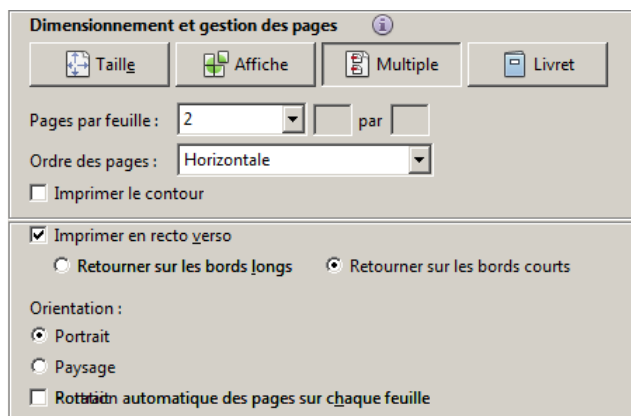 Dimensionnement et gestion des pages
Taille Affiche Multiple Livret
Pages par feuille : 2 par
Ordre des pages : Horizontale
Imprimer le contour
Imprimer en recto verso
Retourner sur les bords longs Retourner sur les bords courts
Orientation :
Portrait
Paysage
automatique des pages sur chaque feuille